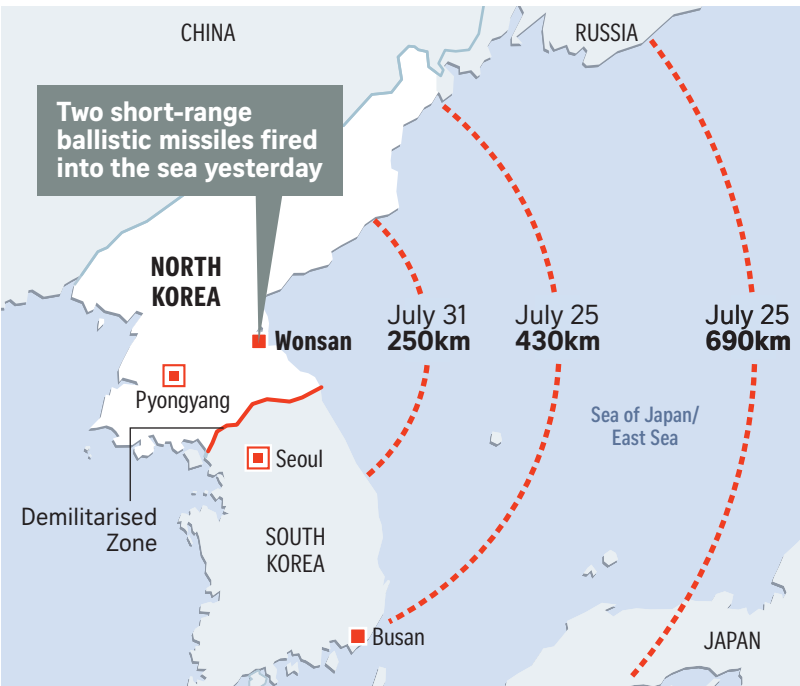 CHINA
RUSSIA
Two short-range
ballistic missiles fired
into the sea yesterday
NORTH
KOREA
Wonsan
July 31
250km
July 25
430km
July 25
690km
Pyongyang
Sea of Japan/
East Sea
Seoul
Demilitarised
Zone
SOUTH
KOREA
Busan
JAPAN